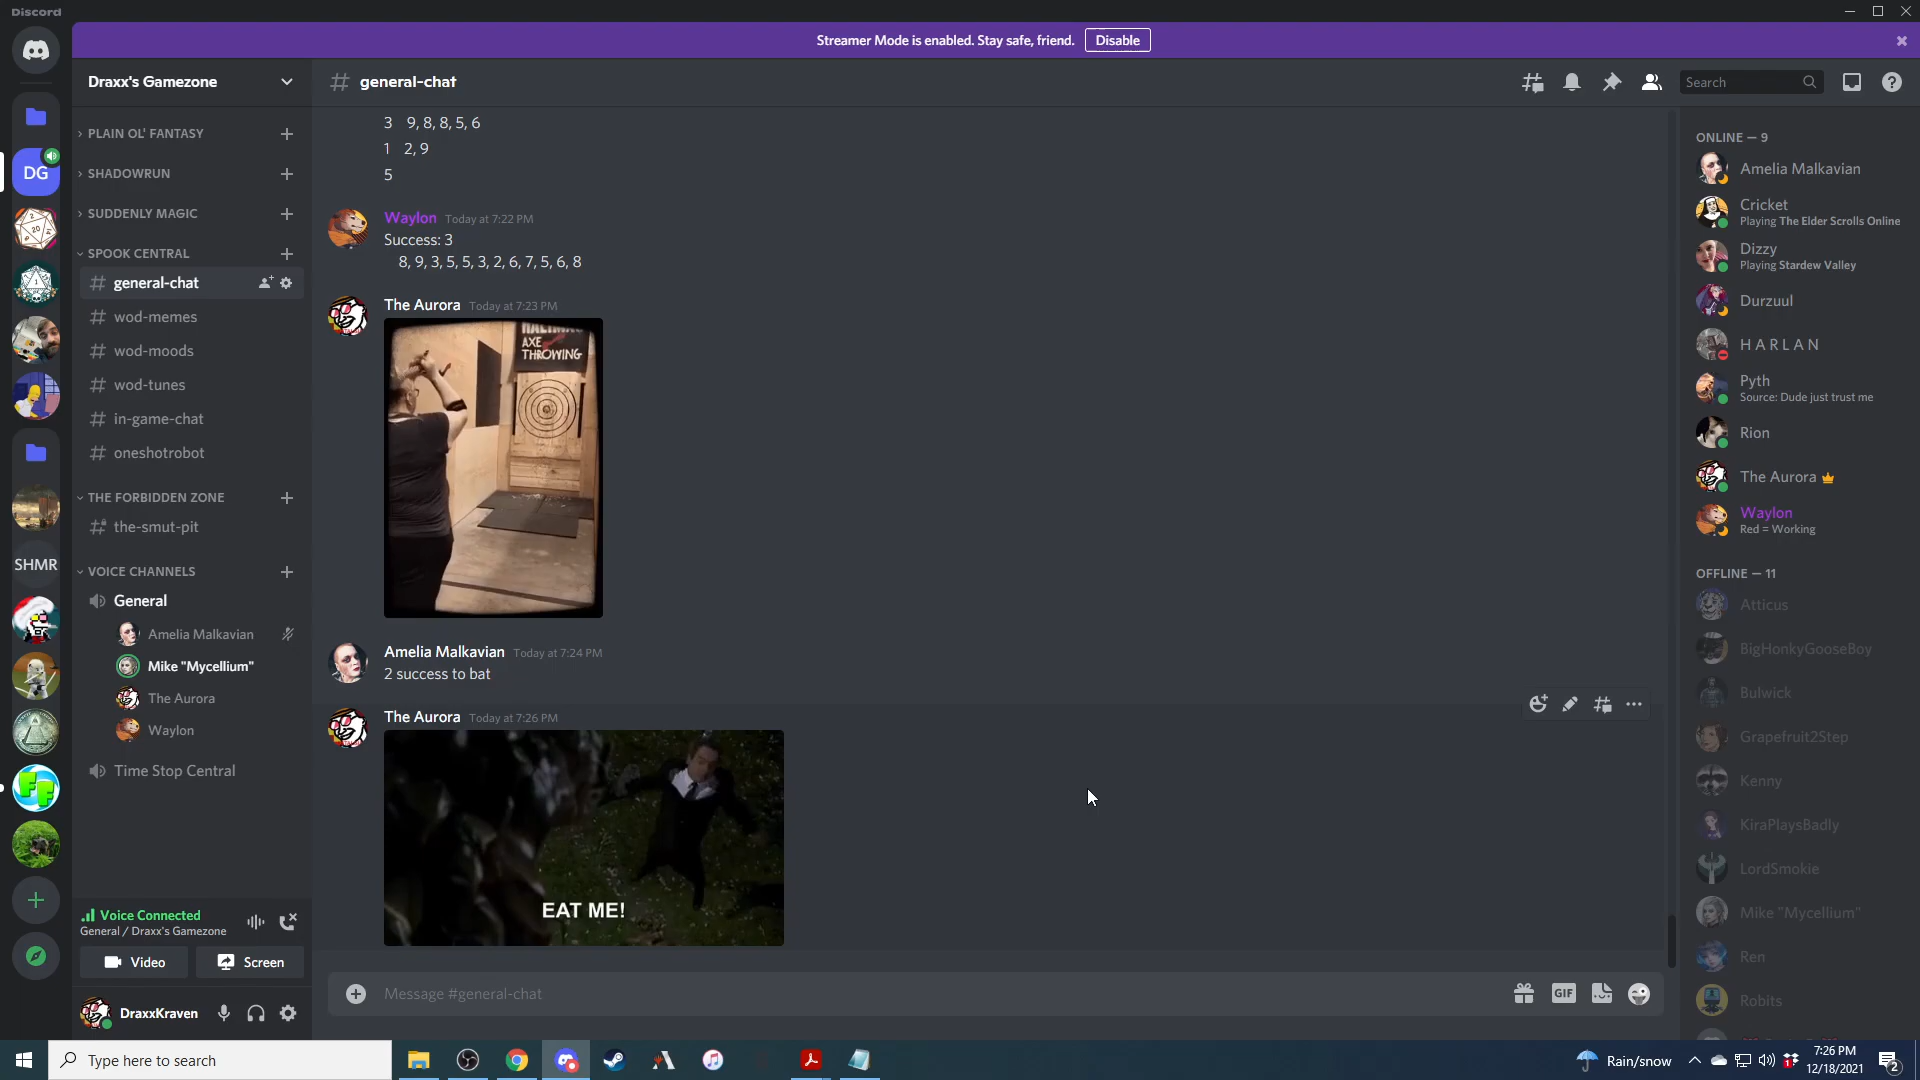 Discord
Streamer Mode is enabled. Stay safe, friend. Disable
Draxx's Gamezone
PLAIN OL' FANTASY
DG
SHADOWRUN
SUDDENLY MAGIC
SPOOK CENTRAL
general-chat
wod-memes
wod-moods
wod-tunes
in-game-chat
oneshotrobot
THE FORBIDDEN ZONE
the-smut-pit
SHMR
VOICE CHANNELS
General
Amelia Malkavian
Mike "Mycellium"
The Aurora
Waylon
Time Stop Central
FF
Voice Connected
General / Draxx's Gamezone
Video
Screen
DraxxKraven
general-chat
Search
3 9, 8, 8, 5, 6
1 2, 9
5
Waylon Today at 7:22 PM
Success: 3
8, 9, 3, 5, 5, 3, 2, 6, 7, 5, 6, 8
The Aurora Today at 7:23 PM
AXE
THROWING
Amelia Malkavian Today at 7:24 PM
2 success to bat
The Aurora Today at 7:26 PM
EAT ME!
Message #general-chat
GIF
ONLINE — 9
Amelia Malkavian
Cricket
Playing The Elder Scrolls Online
Dizzy
Playing Stardew Valley
Durzuul
H A R L A N
Pyth
Source: Dude just trust me
Rion
The Aurora
Waylon
Red = Working
OFFLINE — 11
Atticus
BigHonkyGooseBoy
Bulwick
Grapefruit2Step
Kenny
KiraPlaysBadly
LordSmokie
Mike "Mycellium"
Ren
Robits
Type here to search
Rain/snow
7:26 PM
12/18/2021
2